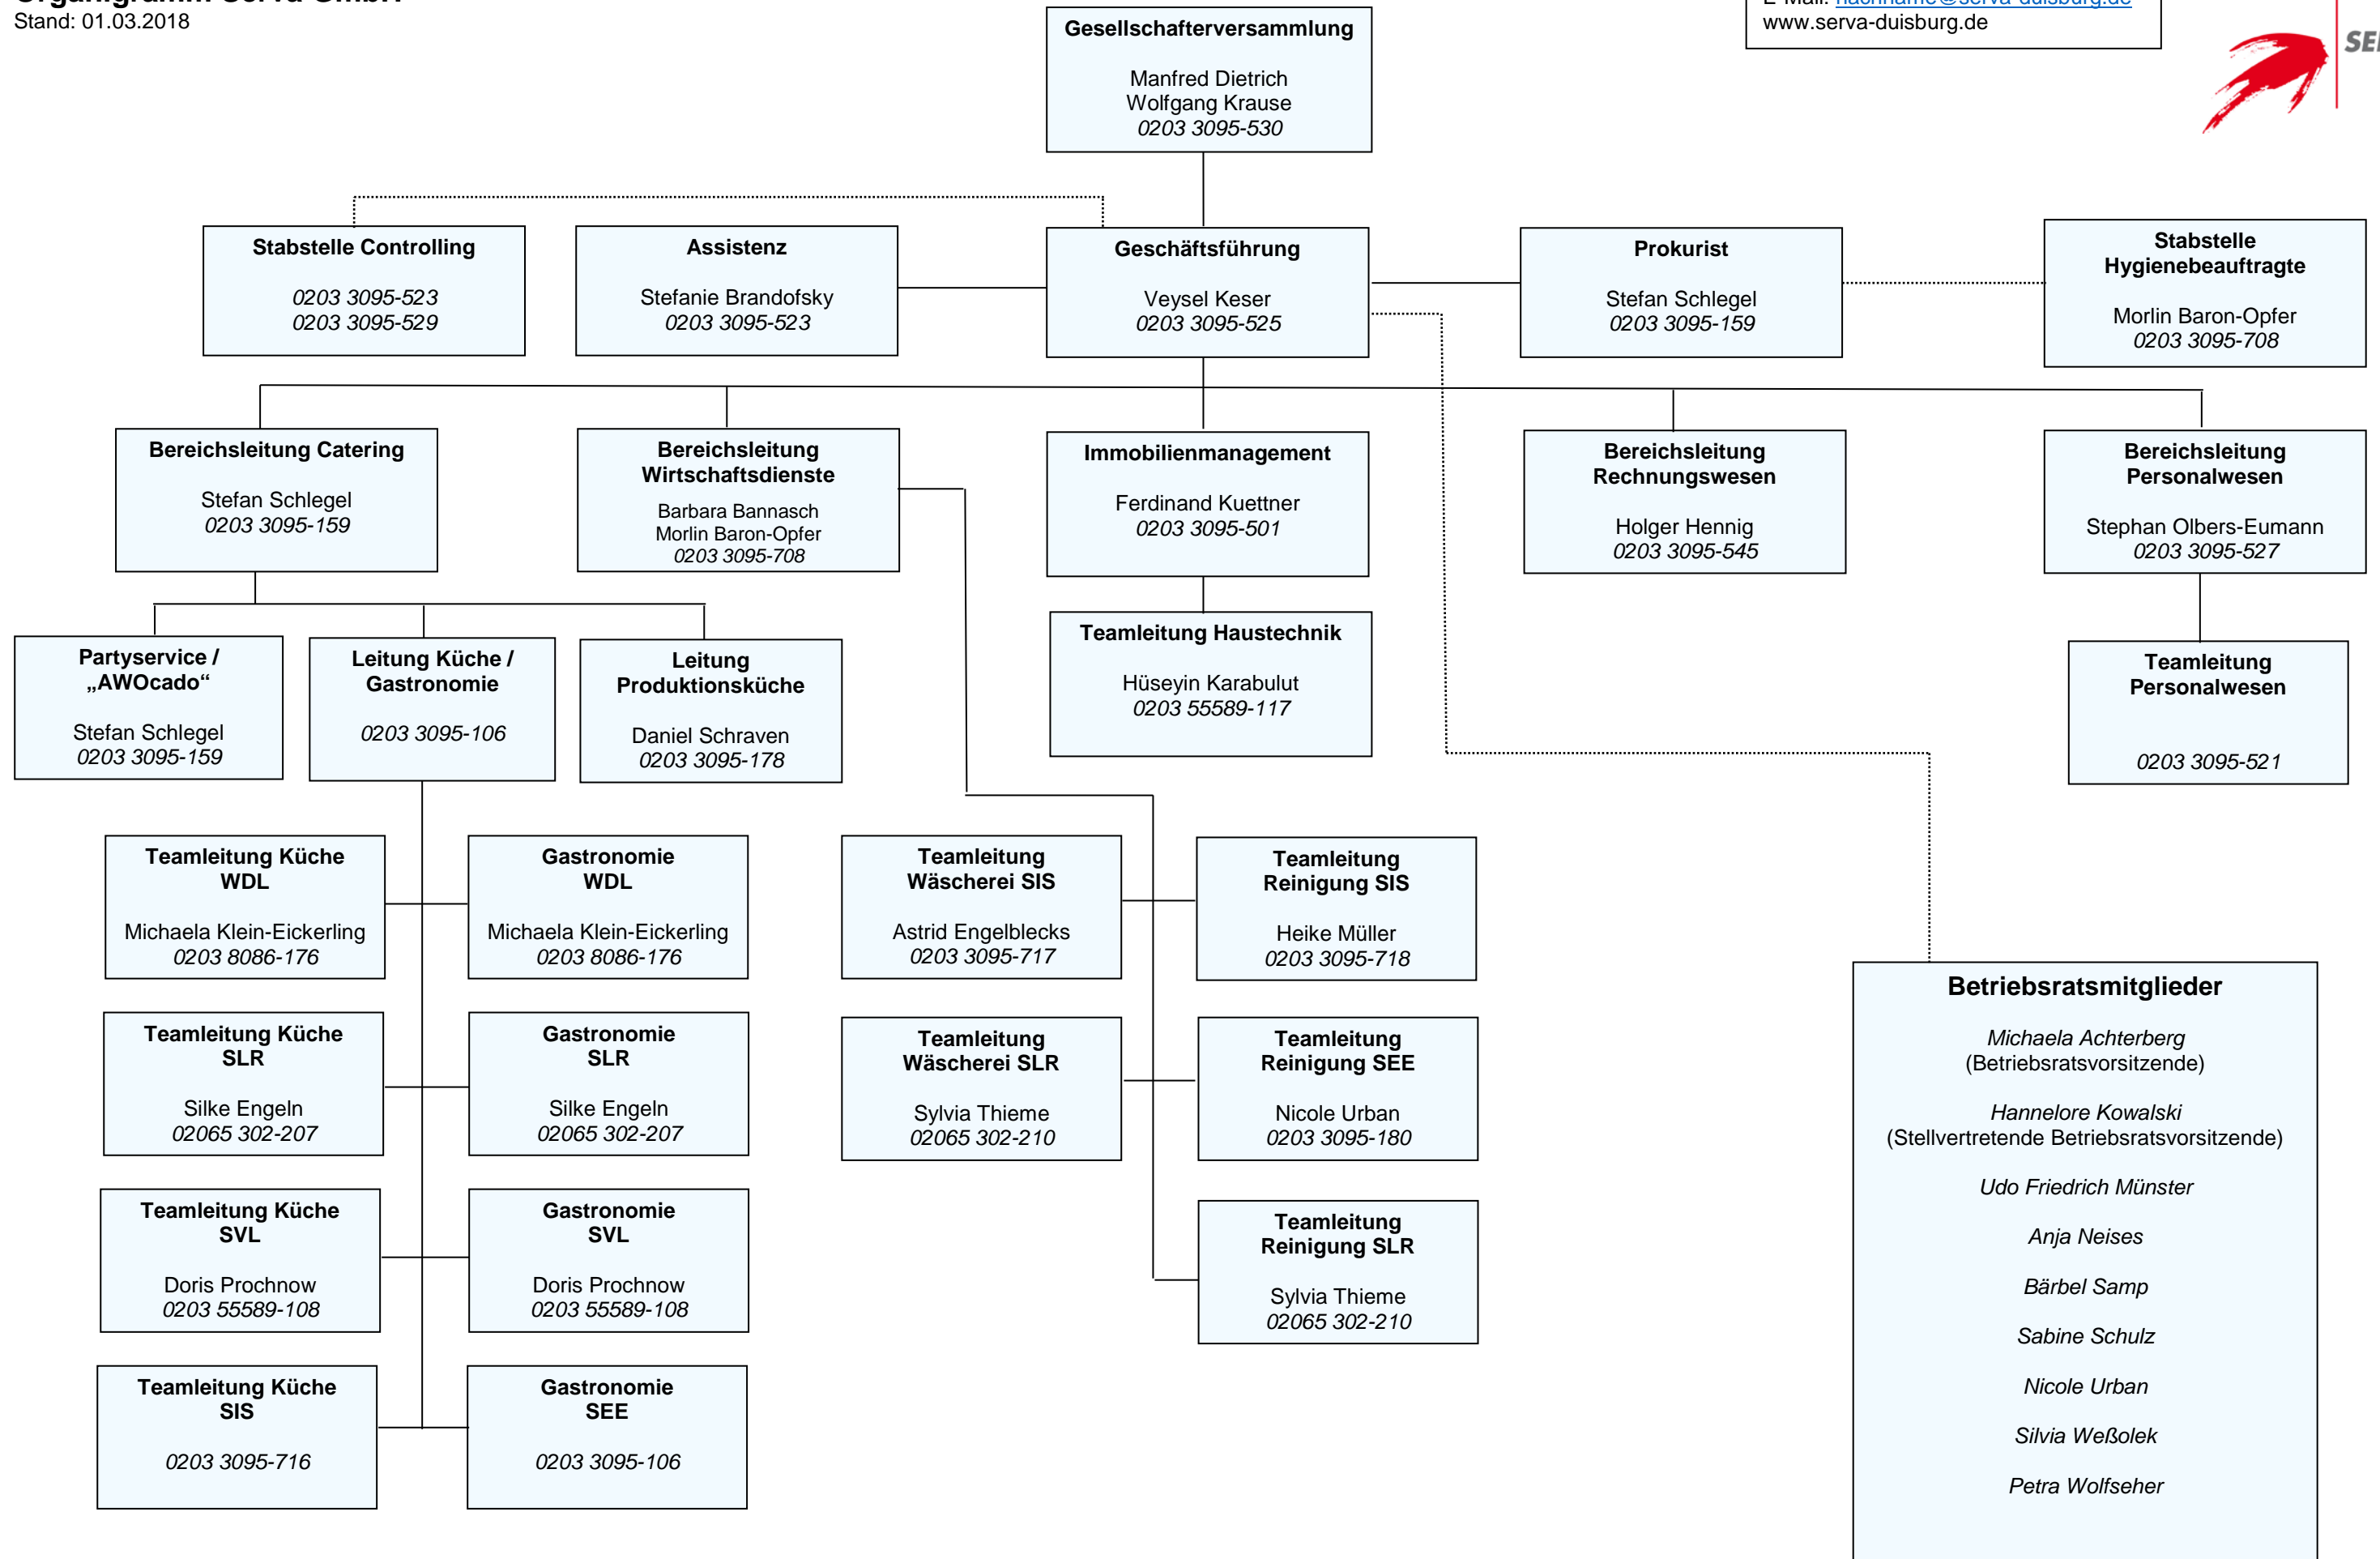 Organigramm Serva GmbH
Stand: 01.03.2018
E-Mail: nachname@serva-duisburg.de
www.serva-duisburg.de
Gesellschafterversammlung
Manfred Dietrich
Wolfgang Krause
0203 3095-530
Stabstelle Controlling
0203 3095-523
0203 3095-529
Assistenz
Stefanie Brandofsky
0203 3095-523
Geschäftsführung
Veysel Keser
0203 3095-525
Prokurist
Stefan Schlegel
0203 3095-159
Stabstelle
Hygienebeauftragte
Morlin Baron-Opfer
0203 3095-708
Bereichsleitung Catering
Stefan Schlegel
0203 3095-159
Bereichsleitung
Wirtschaftsdienste
Barbara Bannasch
Morlin Baron-Opfer
0203 3095-708
Immobilienmanagement
Ferdinand Kuettner
0203 3095-501
Bereichsleitung
Rechnungswesen
Holger Hennig
0203 3095-545
Bereichsleitung
Personalwesen
Stephan Olbers-Eumann
0203 3095-527
Partyservice /
„AWOcado“
Stefan Schlegel
0203 3095-159
Leitung Küche /
Gastronomie
0203 3095-106
Leitung
Produktionsküche
Daniel Schraven
0203 3095-178
Teamleitung Haustechnik
Hüseyin Karabulut
0203 55589-117
Teamleitung
Personalwesen
0203 3095-521
Teamleitung Küche
WDL
Michaela Klein-Eickerling
0203 8086-176
Gastronomie
WDL
Michaela Klein-Eickerling
0203 8086-176
Teamleitung
Wäscherei SIS
Astrid Engelblecks
0203 3095-717
Teamleitung
Reinigung SIS
Heike Müller
0203 3095-718
Teamleitung Küche
SLR
Silke Engeln
02065 302-207
Gastronomie
SLR
Silke Engeln
02065 302-207
Teamleitung
Wäscherei SLR
Sylvia Thieme
02065 302-210
Teamleitung
Reinigung SEE
Nicole Urban
0203 3095-180
Teamleitung Küche
SVL
Doris Prochnow
0203 55589-108
Gastronomie
SVL
Doris Prochnow
0203 55589-108
Teamleitung
Reinigung SLR
Sylvia Thieme
02065 302-210
Teamleitung Küche
SIS
0203 3095-716
Gastronomie
SEE
0203 3095-106
Betriebsratsmitglieder
Michaela Achterberg
(Betriebsratsvorsitzende)
Hannelore Kowalski
(Stellvertretende Betriebsratsvorsitzende)
Udo Friedrich Münster
Anja Neises
Bärbel Samp
Sabine Schulz
Nicole Urban
Silvia Weßolek
Petra Wolfseher